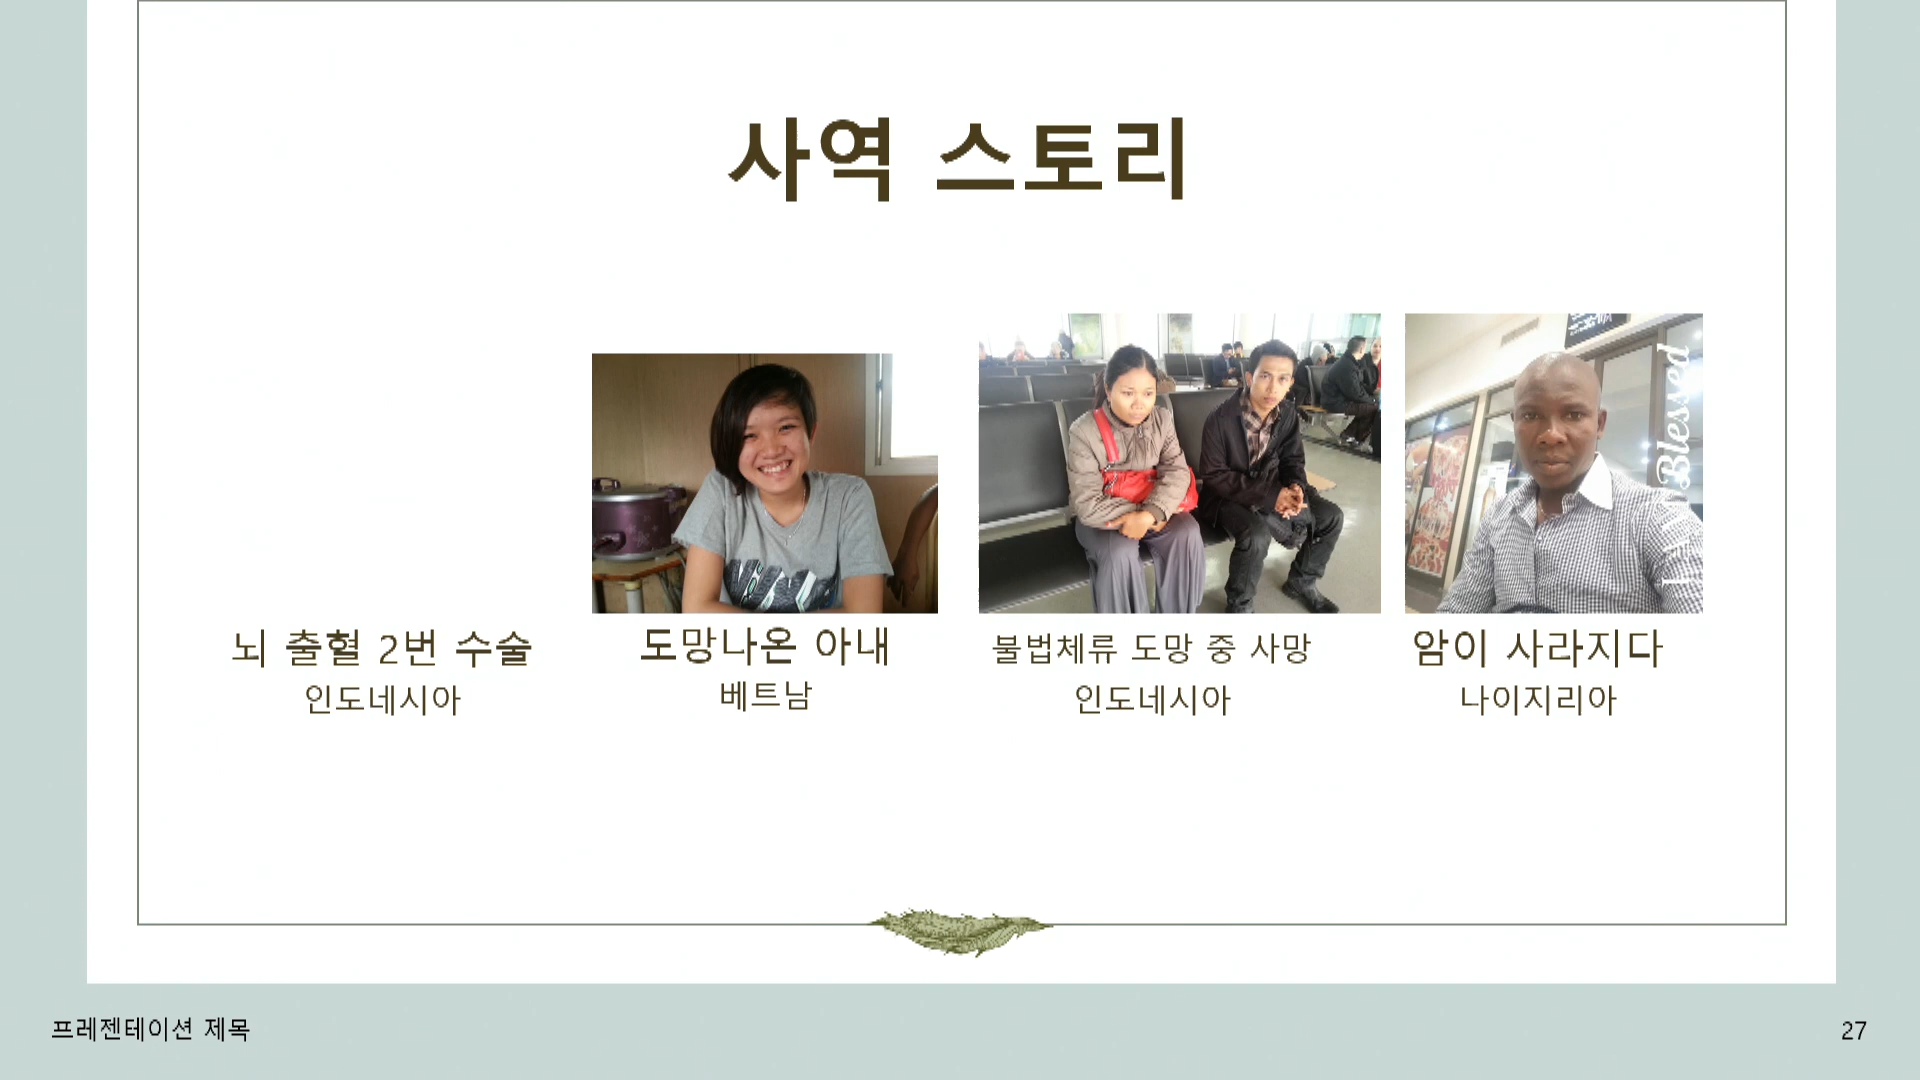 사역 스토리
Blessed
뇌 출혈 2번 수술
인도네시아
도망나온 아내
베트남
불법체류 도망 중 사망
인도네시아
암이 사라지다
나이지리아
프레젠테이션 제목
27